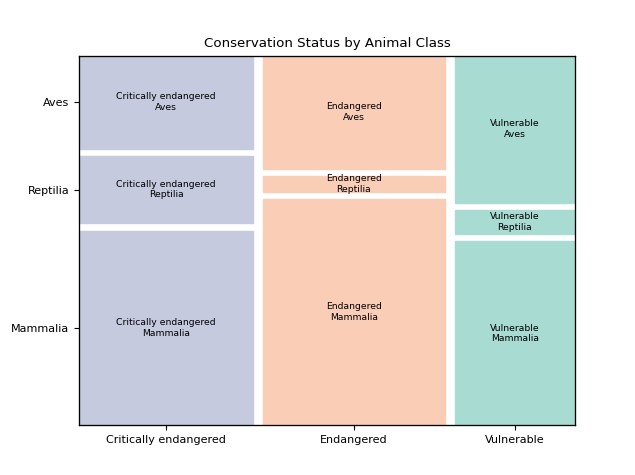 Conservation Status by Animal Class
Aves
Reptilia
Mammalia
Critically endangered
Aves
Critically endangered
Reptilia
Critically endangered
Mammalia
Endangered
Aves
Endangered
Reptilia
Endangered
Mammalia
Vulnerable
Aves
Vulnerable
Reptilia
Vulnerable
Mammalia
Critically endangered
Endangered
Vulnerable